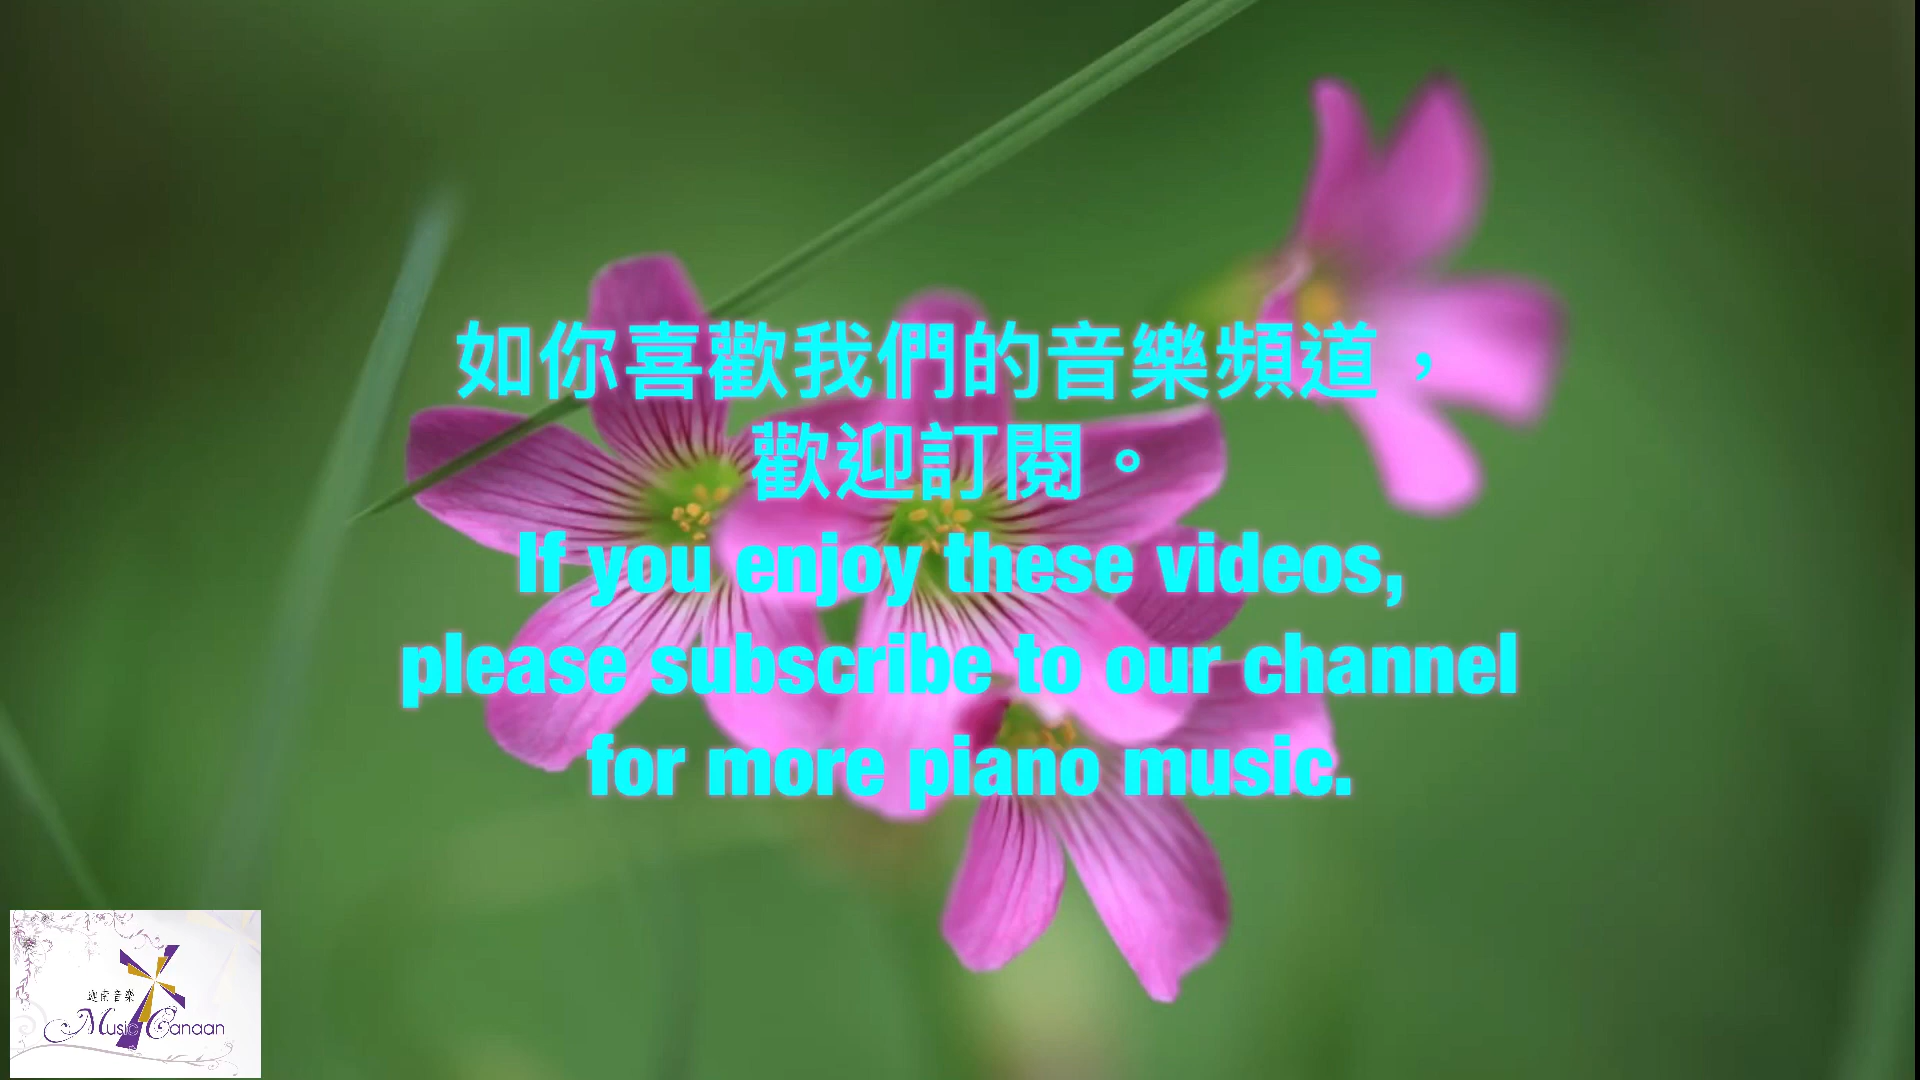 如你喜歡我們的音樂頻道，
歡迎訂閱。
If you enjoy these videos,
please subscribe to our channel
for more piano music.
迦南音樂
Music Canaan